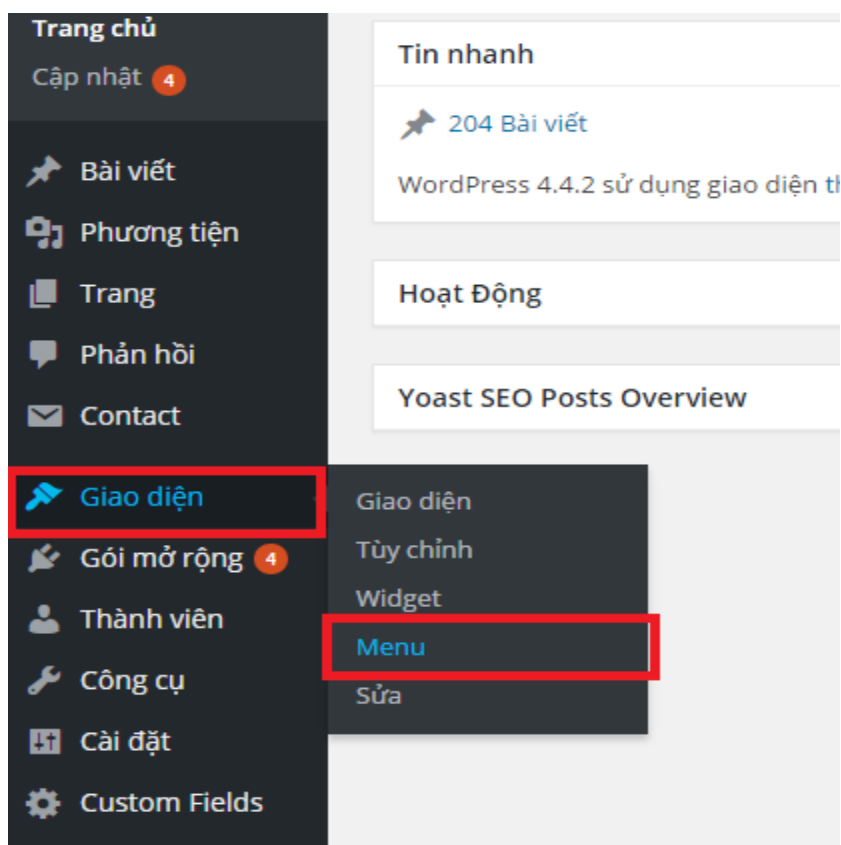 Trang chủ
Cập nhật 4
Bài viết
Phương tiện
Trang
Phản hồi
Contact
Giao diện
Gói mở rộng 4
Thành viên
Công cụ
Cài đặt
Custom Fields
Giao diện
Tùy chỉnh
Widget
Menu
Sửa
Tin nhanh
204 Bài viết
WordPress 4.4.2 sử dụng giao diện
Hoạt Động
Yoast SEO Posts Overview